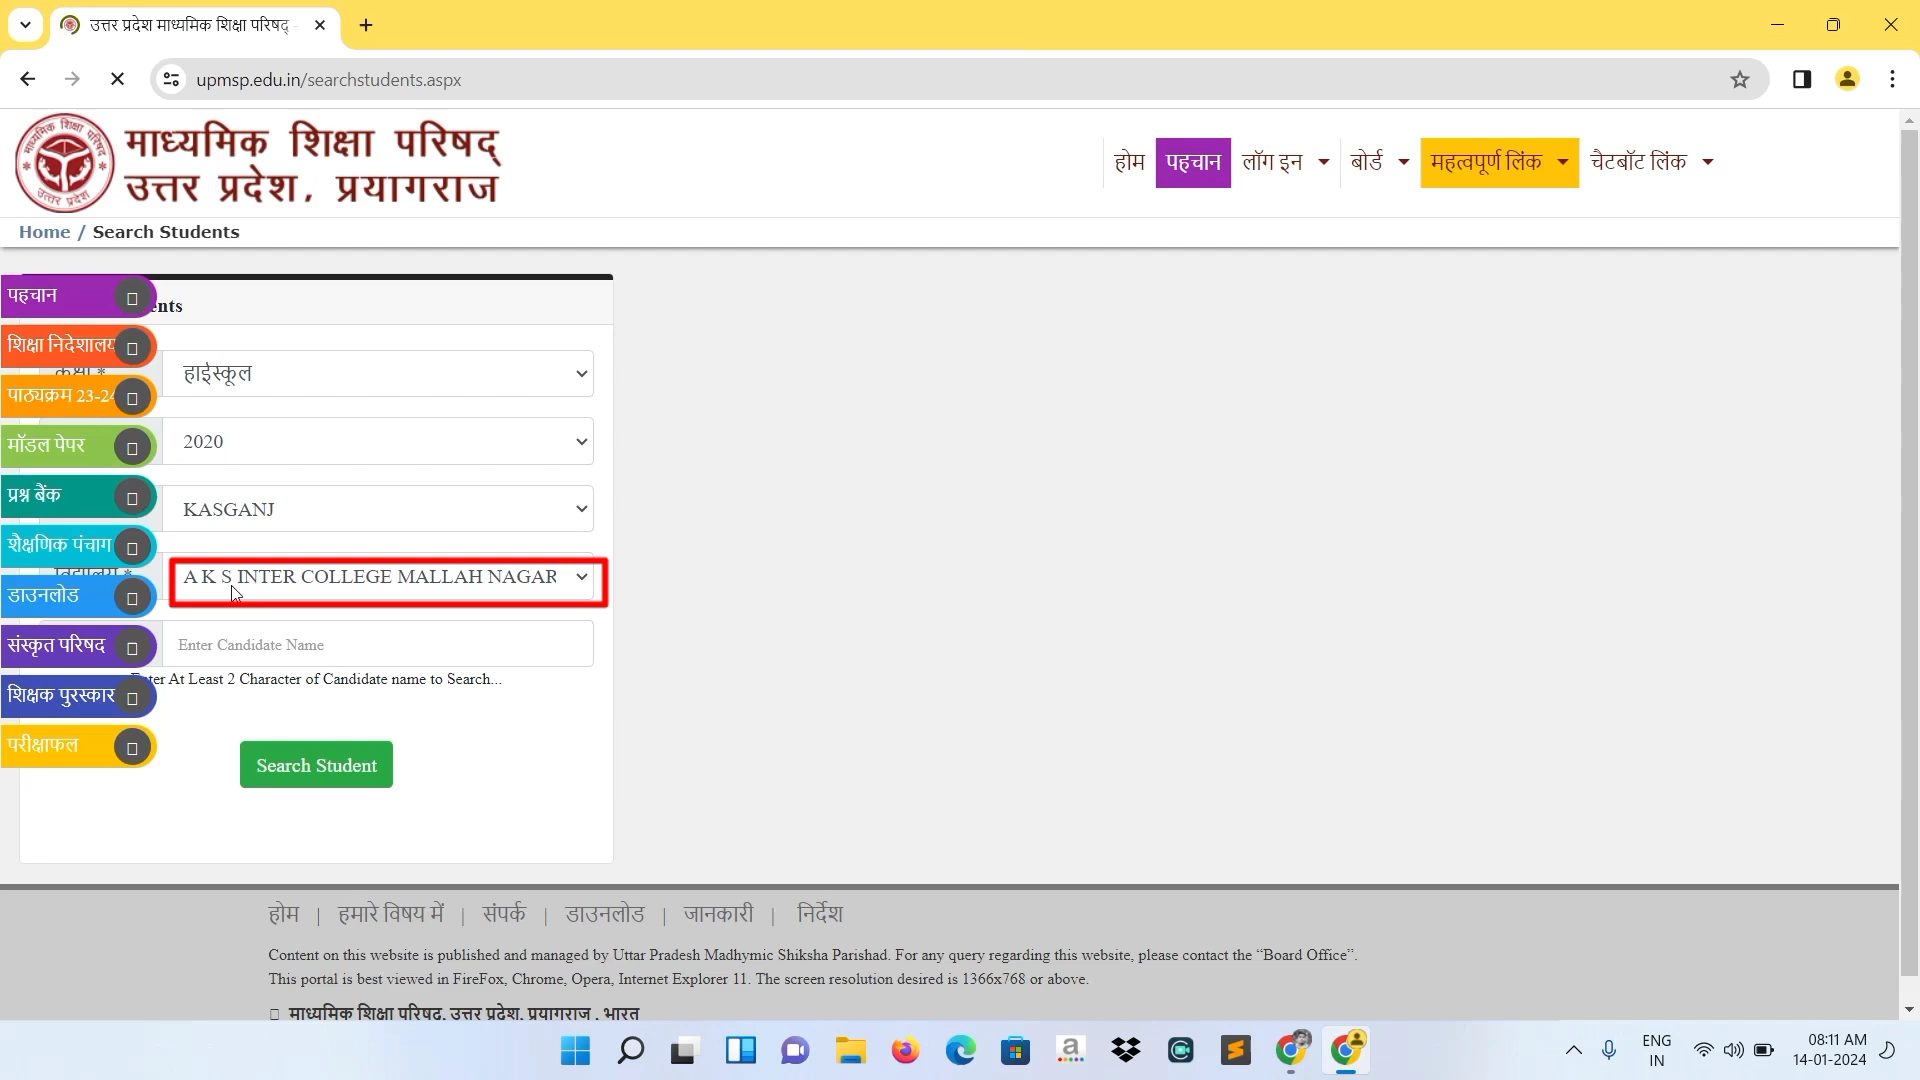 उत्तर प्रदेश माध्यमिक शिक्षा परिषद्
upmsp.edu.in/searchstudents.aspx
माध्यमिक शिक्षा परिषद्
उत्तर प्रदेश, प्रयागराज
होम पहचान लॉग इन बोर्ड महत्वपूर्ण लिंक चैटबॉट लिंक
Home / Search Students
पहचान
शिक्षा निदेशालय
हाईस्कूल
पाठ्यक्रम 23-24
मॉडल पेपर
2020
प्रश्न बैंक
KASGANJ
शैक्षणिक पंचाग
A K S INTER COLLEGE MALLAH NAGAR
डाउनलोड
संस्कृत परिषद
Enter Candidate Name
At Least 2 Character of Candidate name to Search...
शिक्षक पुरस्कार
परीक्षाफल
Search Student
होम | हमारे विषय में | संपर्क | डाउनलोड | जानकारी | निर्देश
Content on this website is published and managed by Uttar Pradesh Madhymic Shiksha Parishad. For any query regarding this website, please contact the “Board Office”.
This portal is best viewed in FireFox, Chrome, Opera, Internet Explorer 11. The screen resolution desired is 1366x768 or above.
माध्यमिक शिक्षा परिषद, उत्तर प्रदेश, प्रयागराज , भारत
ENG
IN
08:11 AM
14-01-2024